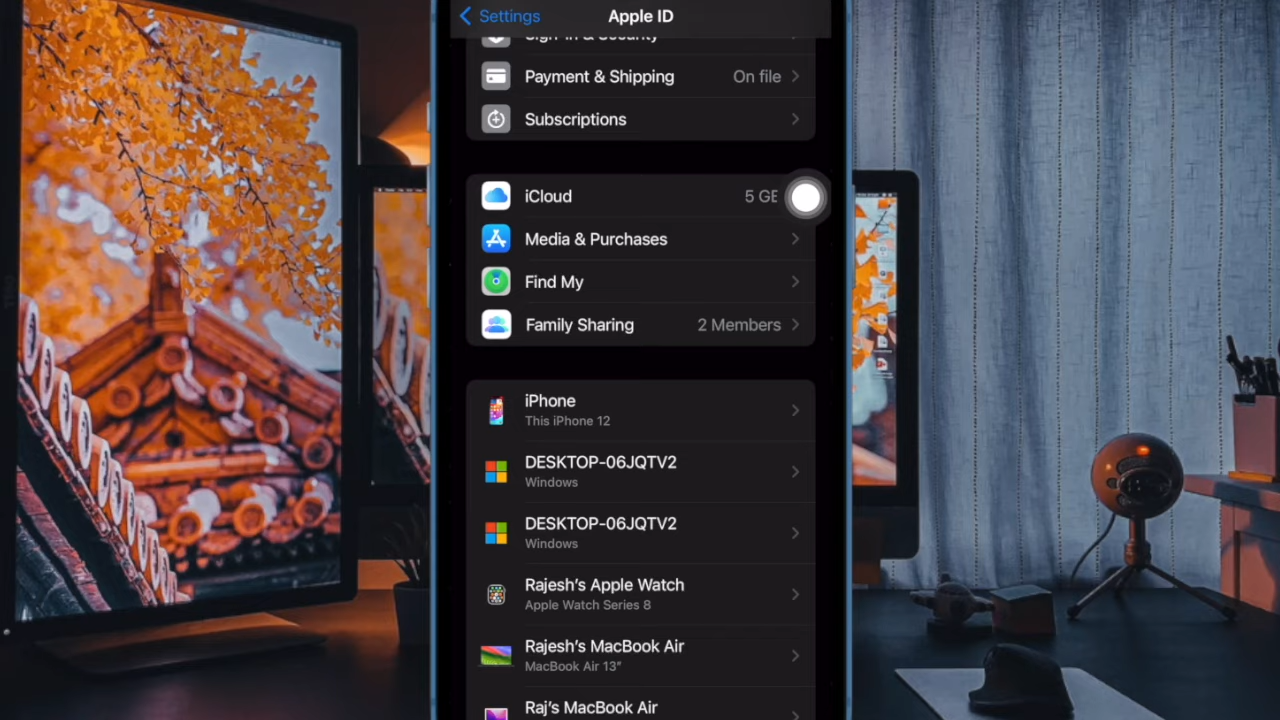 Settings
Apple ID
Sign-In & Security
Payment & Shipping On file
Subscriptions
iCloud 5 GB
Media & Purchases
Find My
Family Sharing 2 Members
iPhone
This iPhone 12
DESKTOP-06JQTV2
Windows
DESKTOP-06JQTV2
Windows
Rajesh's Apple Watch
Apple Watch Series 8
Rajesh's MacBook Air
MacBook Air 13"
Raj's MacBook Air